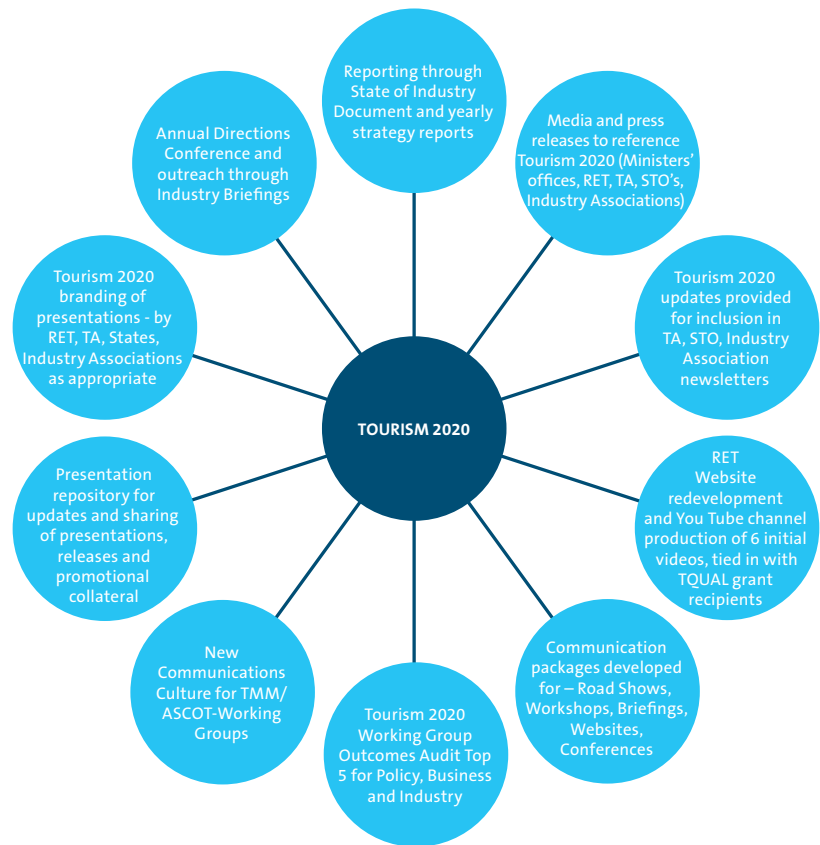 Reporting through
State of Industry
Document and yearly
strategy reports
Media and press
releases to reference
Tourism 2020 (Ministers’
offices, RET, TA, STO’s,
Industry Associations)
Tourism 2020
updates provided
for inclusion in
TA, STO, Industry
Association
newsletters
RET
Website
redevelopment
and You Tube channel
production of 6 initial
videos, tied in with
TQUAL grant
recipients
Communication
packages developed
for – Road Shows,
Workshops, Briefings,
Websites,
Conferences
Tourism 2020
Working Group
Outcomes Audit Top
5 for Policy, Business
and Industry
New
Communications
Culture for TMM/
ASCOT-Working
Groups
Presentation
repository for
updates and sharing
of presentations,
releases and
promotional
collateral
Tourism 2020
branding of
presentations - by
RET, TA, States,
Industry Associations
as appropriate
Annual Directions
Conference and
outreach through
Industry Briefings
TOURISM 2020